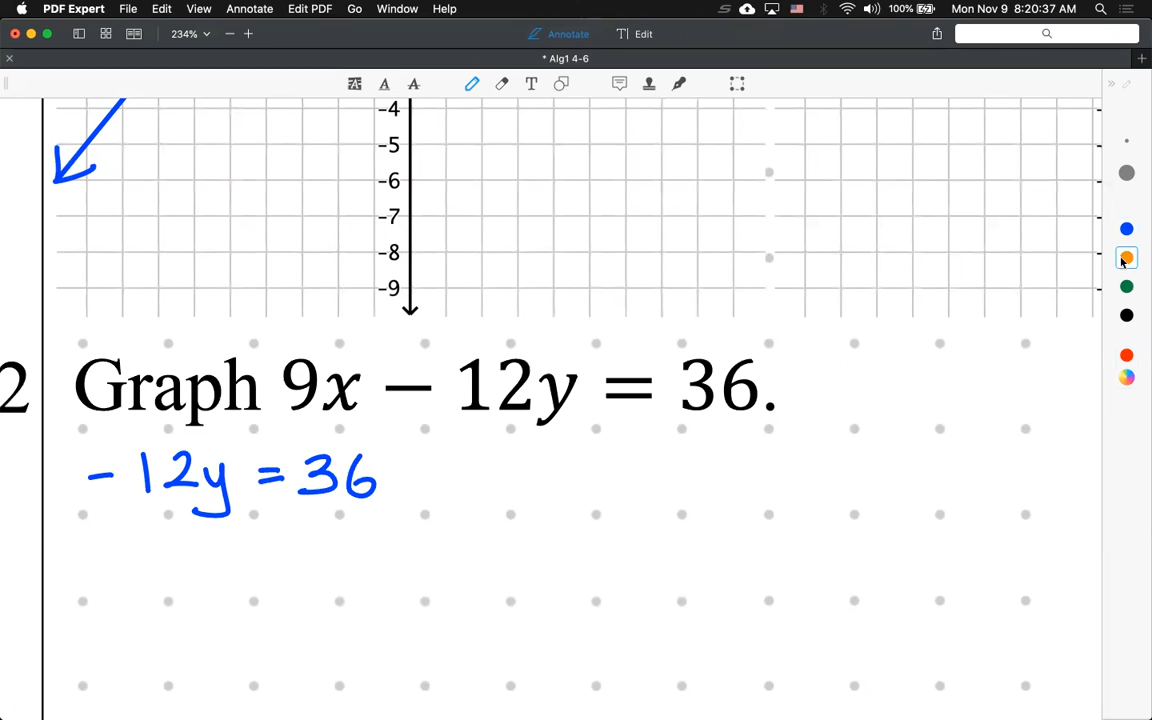 PDF Expert File Edit View Annotate Edit PDF Go Window Help 100% Mon Nov 9 8:20:37 AM
234% Annotate Edit
* Alg1 4-6
-4
-5
-6
-7
-8
-9
2 Graph 9x − 12y = 36.
- 12y = 36